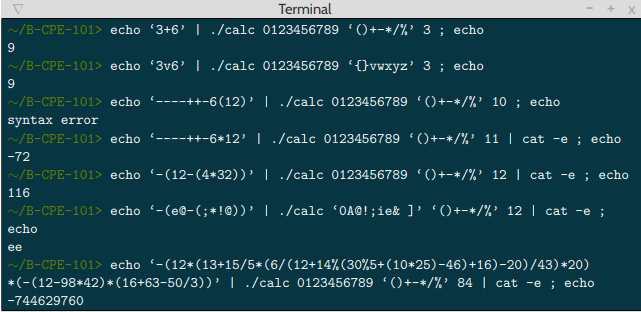 Terminal
~/B-CPE-101> echo ‘3+6’ | ./calc 0123456789 ‘()+-*/%’ 3 ; echo
9
~/B-CPE-101> echo ‘3v6’ | ./calc 0123456789 ‘{}vwxyz’ 3 ; echo
9
~/B-CPE-101> echo ‘----++-6(12)’ | ./calc 0123456789 ‘()+-*/%’ 10 ; echo
syntax error
~/B-CPE-101> echo ‘----++-6*12’ | ./calc 0123456789 ‘()+-*/%’ 11 | cat -e ; echo
-72
~/B-CPE-101> echo ‘-(12-(4*32))’ | ./calc 0123456789 ‘()+-*/%’ 12 | cat -e ; echo
116
~/B-CPE-101> echo ‘-(e@-(;*!@))’ | ./calc ‘0A@!;ie& ]’ ‘()+-*/%’ 12 | cat -e ;
echo
ee
~/B-CPE-101> echo ‘-(12*(13+15/5*(6/(12+14%(30%5+(10*25)-46)+16)-20)/43)*20)
*(-(12-98*42)*(16+63-50/3))’ | ./calc 0123456789 ‘()+-*/%’ 84 | cat -e ; echo
-744629760